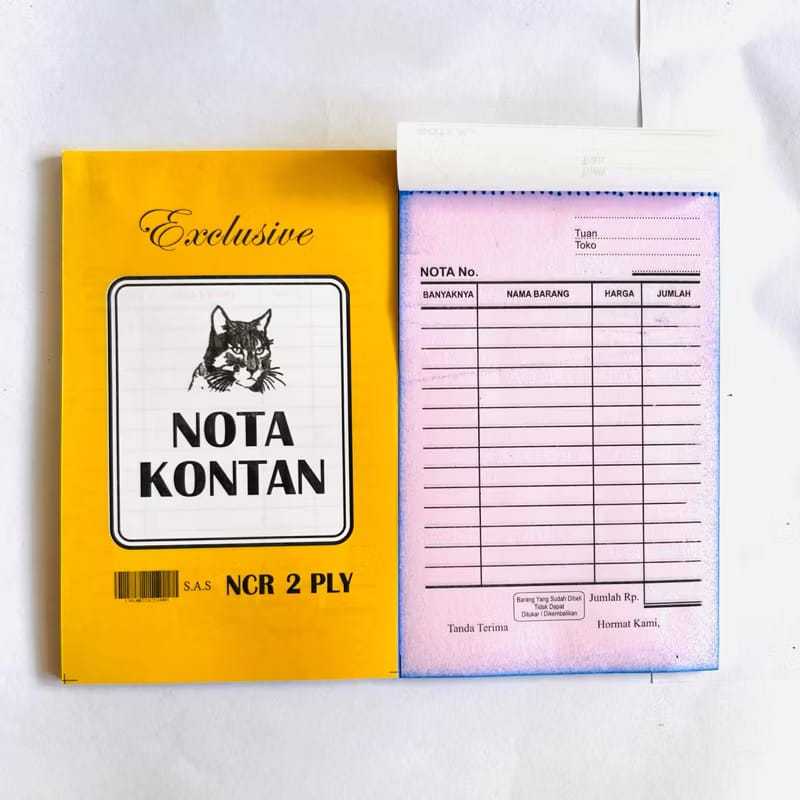 Exclusive
NOTA
KONTAN
S.A.S NCR 2 PLY
Tuan
Toko
NOTA No.
BANYAKNYA NAMA BARANG HARGA JUMLAH
Barang Yang Sudah Dibeli
Tidak Dapat
Ditukar / Dikembalikan
Jumlah Rp.
Tanda Terima Hormat Kami,